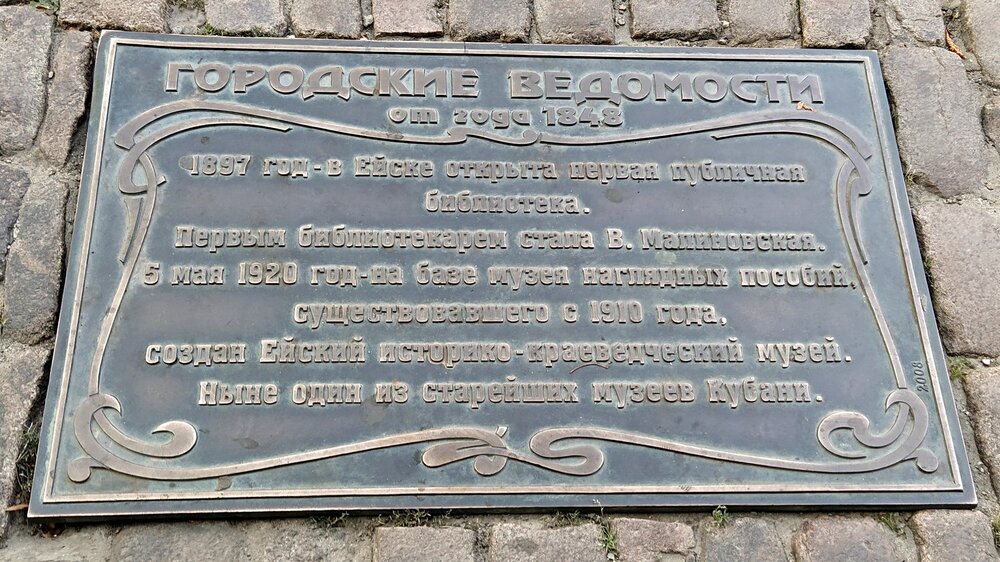 ГОРОДСКИЕ ВЕДОМОСТИ
от года 1848
1897 год-в Ейске открыта первая публичная
библиотека.
Первым библиотекарем стала В. Малиновская.
5 мая 1920 год-на базе музея наглядных пособий,
существовавшего с 1910 года,
создан Ейский историко-краеведческий музей.
Ныне один из старейших музеев Кубани.
2008